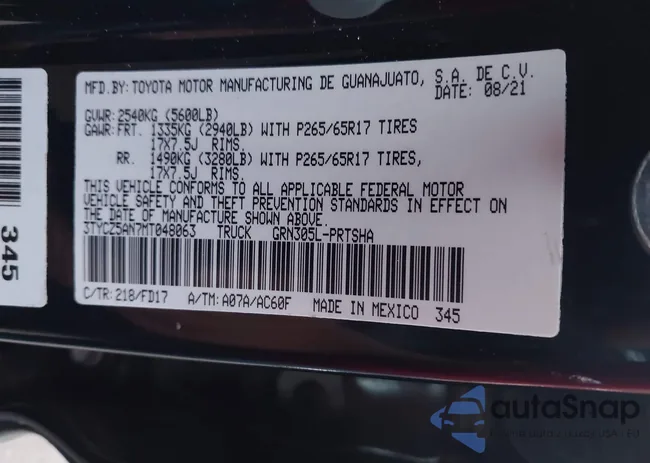 MFD.BY: TOYOTA MOTOR MANUFACTURING DE GUANAJUATO, S.A. DE C.V.
DATE: 08/21
GVWR: 2540KG (5600LB)
GAWR: FRT. 1335KG (2940LB) WITH P265/65R17 TIRES
17X7.5J RIMS.
RR. 1490KG (3280LB) WITH P265/65R17 TIRES,
17X7.5J RIMS.
THIS VEHICLE CONFORMS TO ALL APPLICABLE FEDERAL MOTOR
VEHICLE SAFETY AND THEFT PREVENTION STANDARDS IN EFFECT ON
THE DATE OF MANUFACTURE SHOWN ABOVE.
3TYCZ5AN7MT048063 TRUCK GRN305L-PRTSHA
C/TR: 218/FD17 A/TM: A07A/AC60F MADE IN MEXICO 345
345
autaSnap